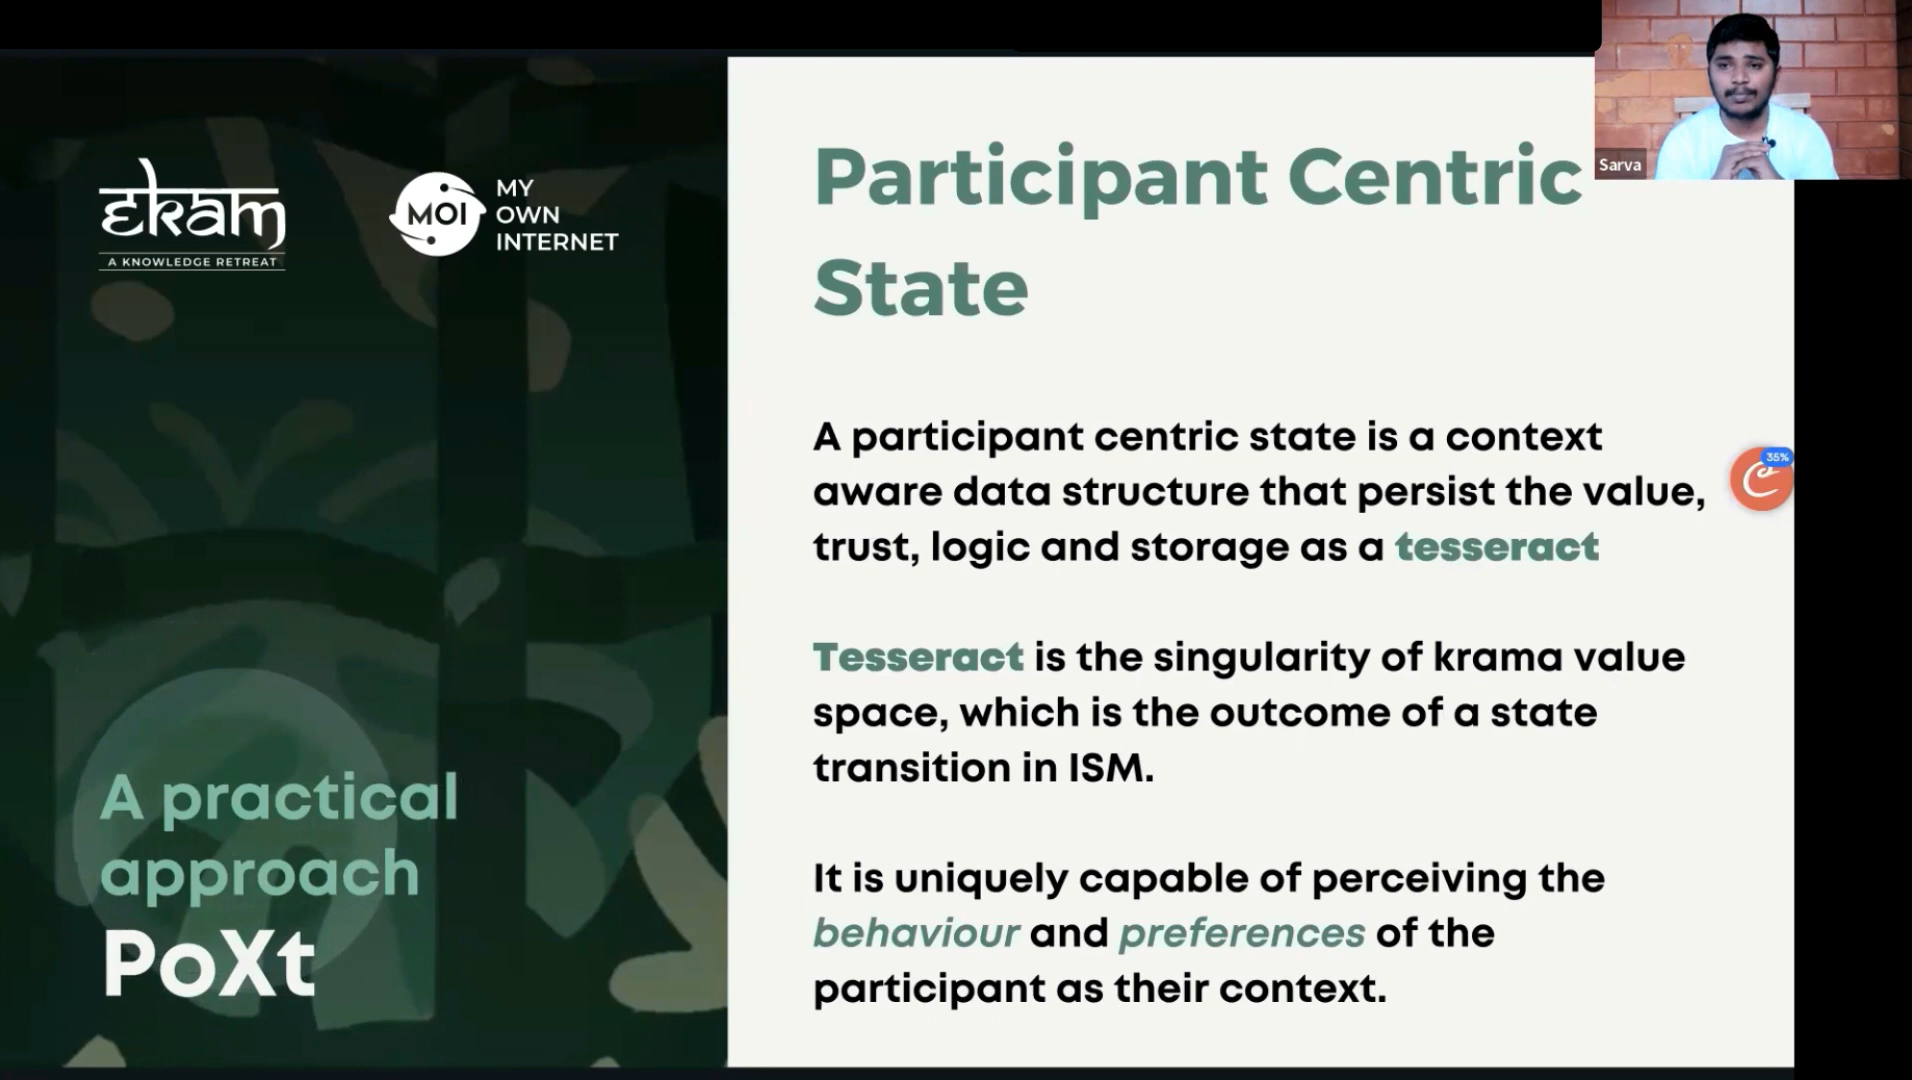 ekam
A KNOWLEDGE RETREAT
MOI
MY
OWN
INTERNET
A practical
approach
PoXt
Participant Centric
State
A participant centric state is a context
aware data structure that persist the value,
trust, logic and storage as a tesseract
Tesseract is the singularity of krama value
space, which is the outcome of a state
transition in ISM.
It is uniquely capable of perceiving the
behaviour and preferences of the
participant as their context.
Sarva
35%